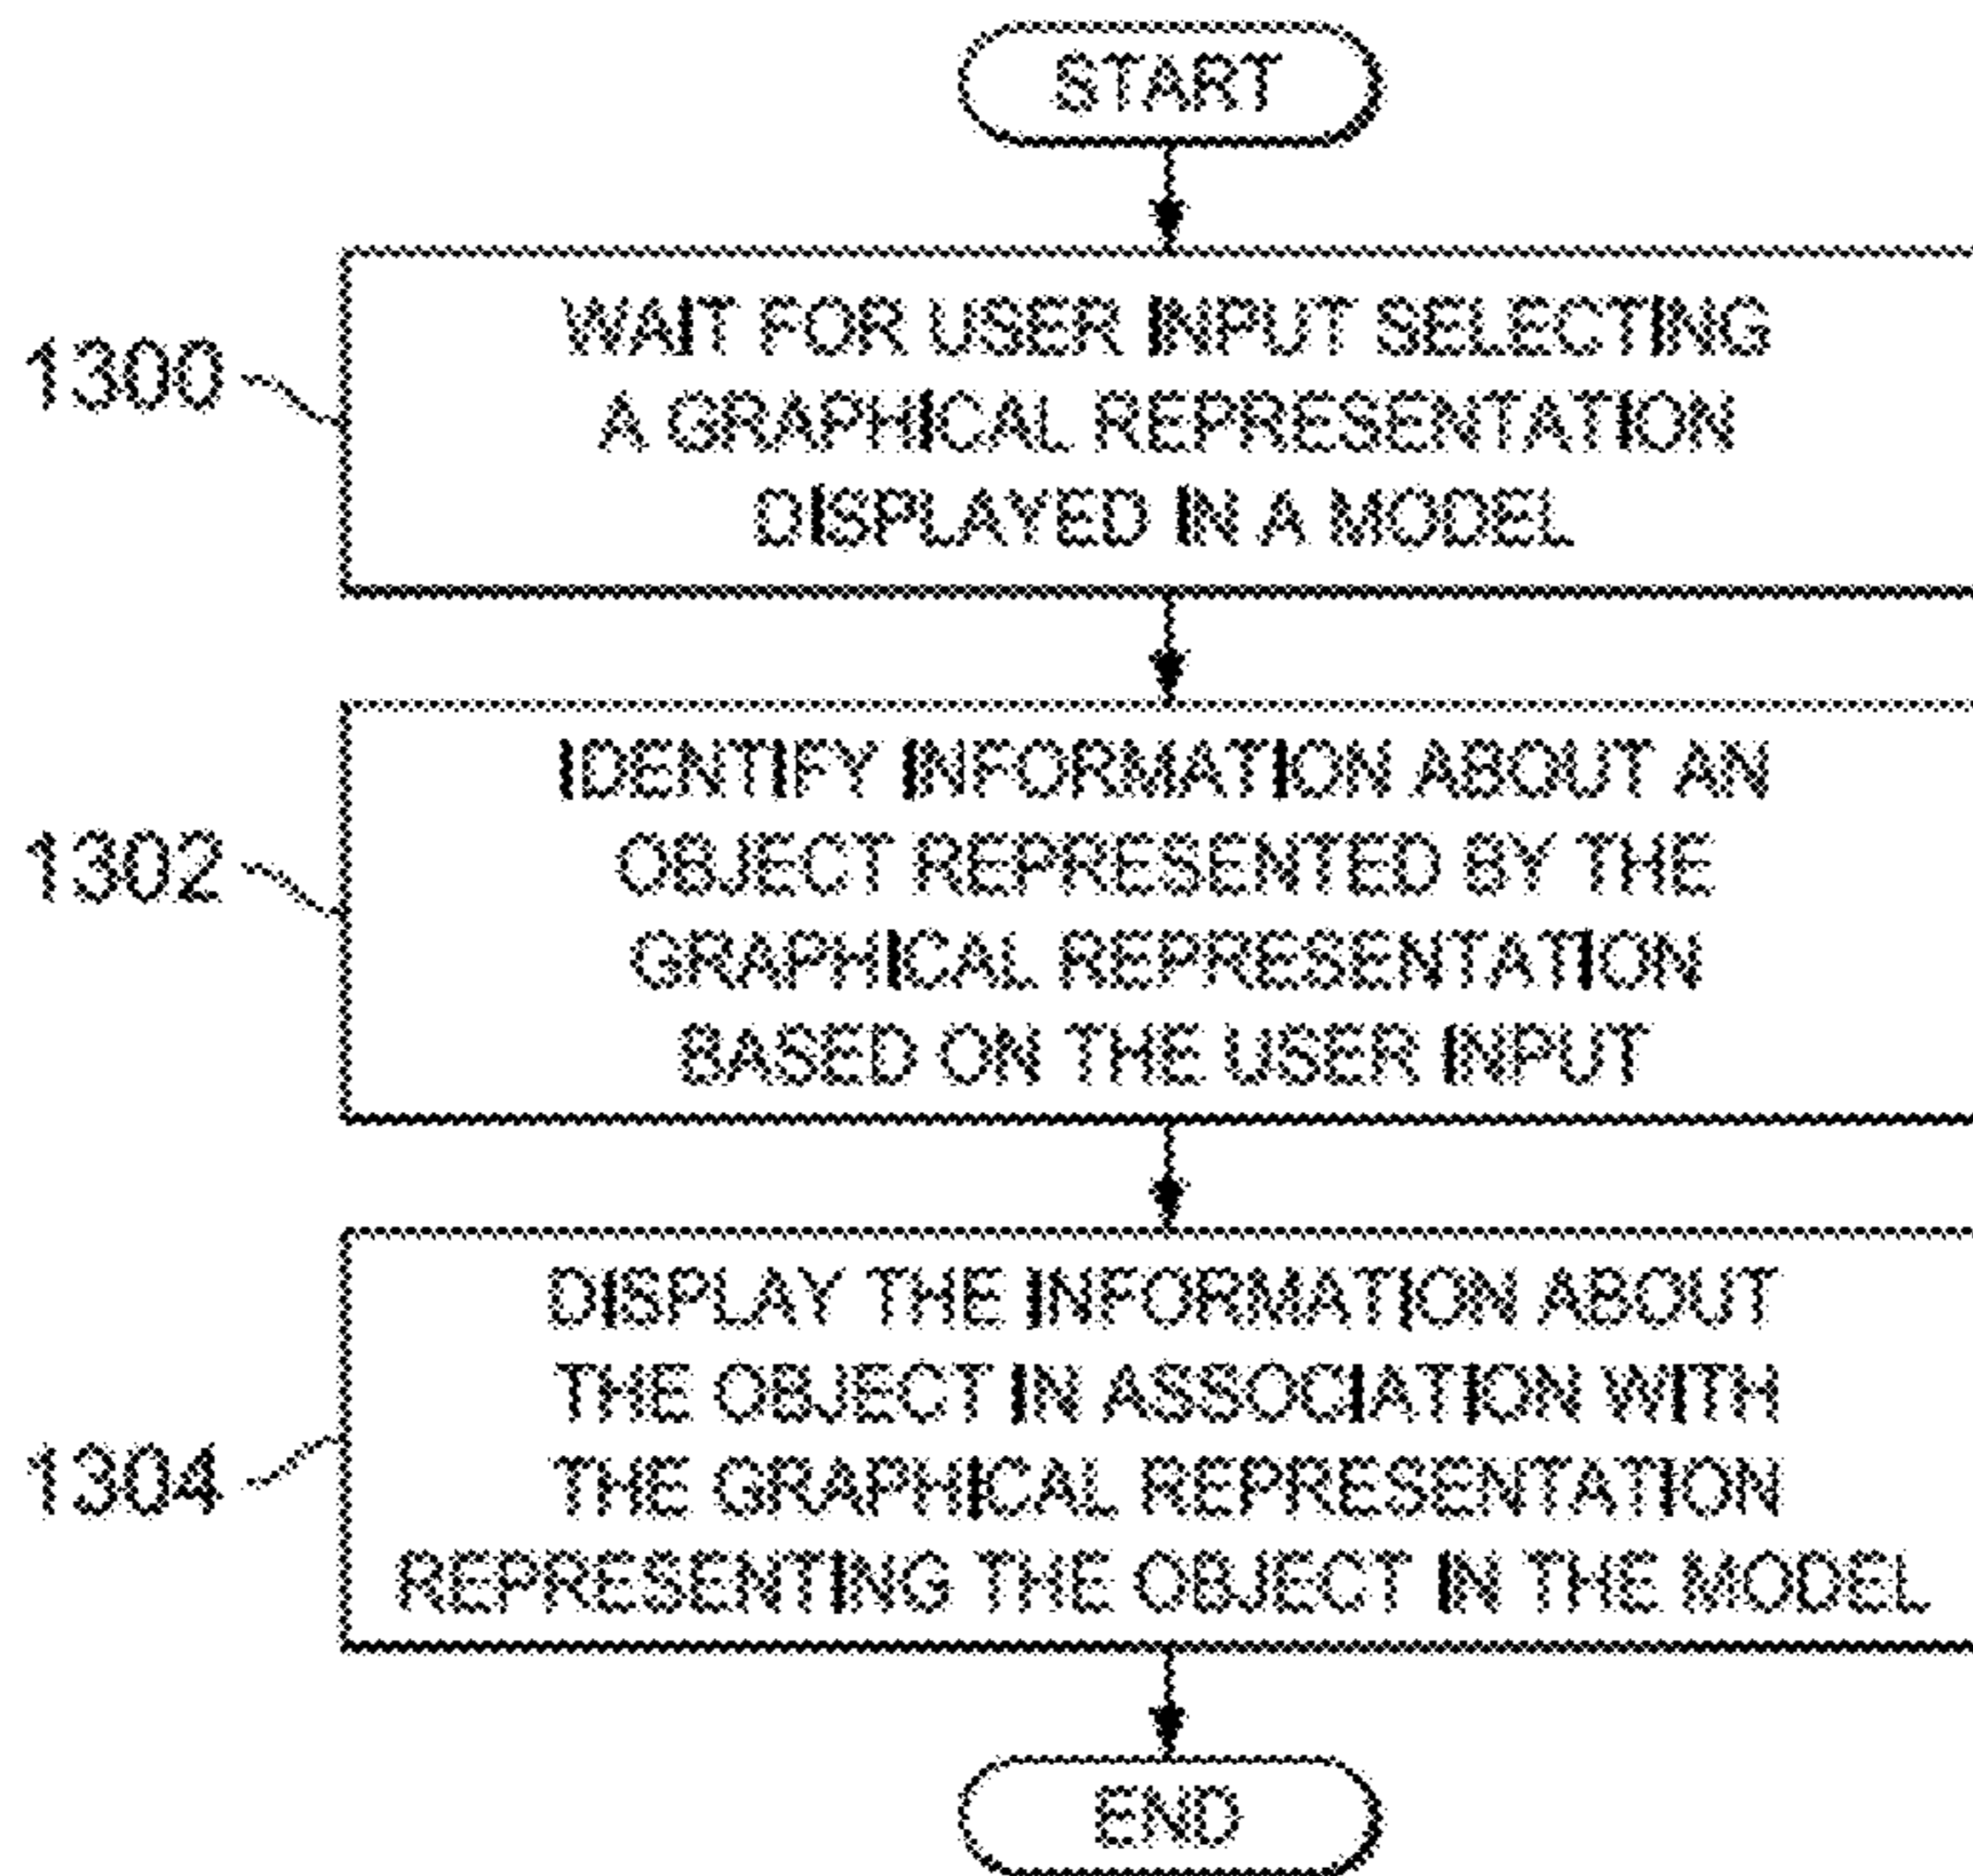 START
1300
WAIT FOR USER INPUT SELECTING
A GRAPHICAL REPRESENTATION
DISPLAYED IN A MODEL
1302
IDENTIFY INFORMATION ABOUT AN
OBJECT REPRESENTED BY THE
GRAPHICAL REPRESENTATION
BASED ON THE USER INPUT
1304
DISPLAY THE INFORMATION ABOUT
THE OBJECT IN ASSOCIATION WITH
THE GRAPHICAL REPRESENTATION
REPRESENTING THE OBJECT IN THE MODEL
END